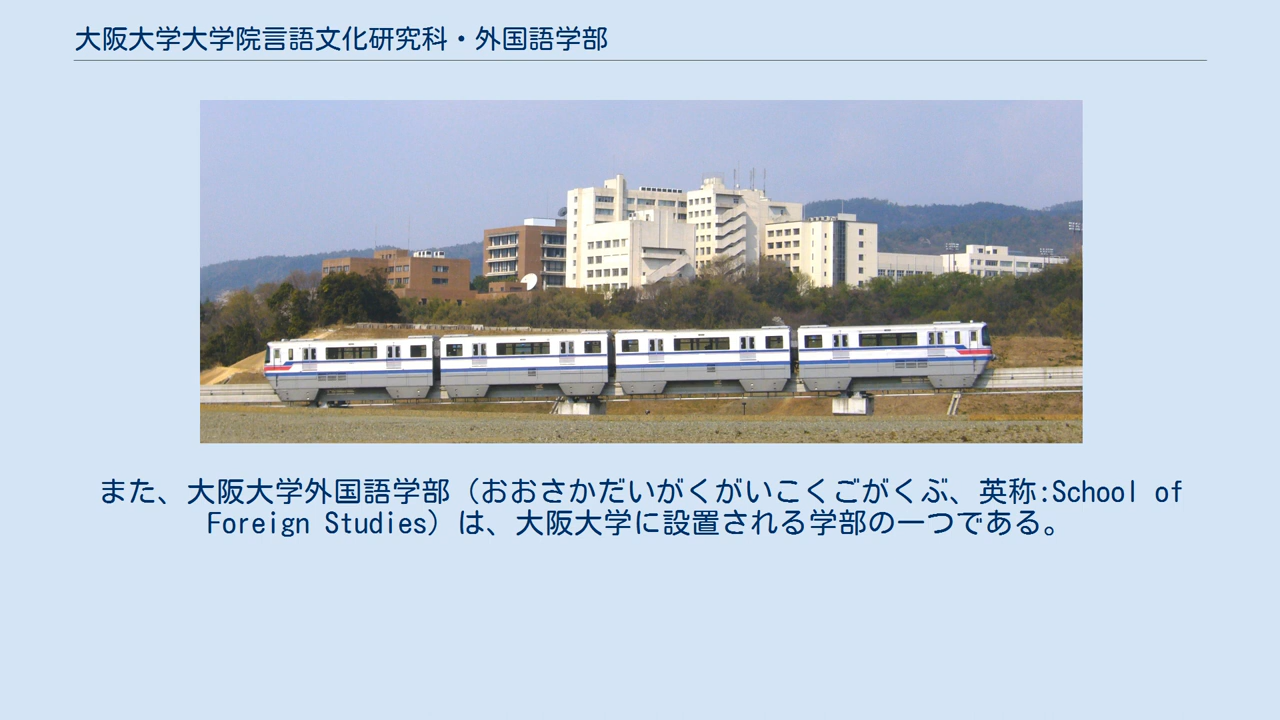 大阪大学大学院言語文化研究科・外国語学部
また、大阪大学外国語学部（おおさかだいがくがいこくごがくぶ、英称:School of
Foreign Studies）は、大阪大学に設置される学部の一つである。